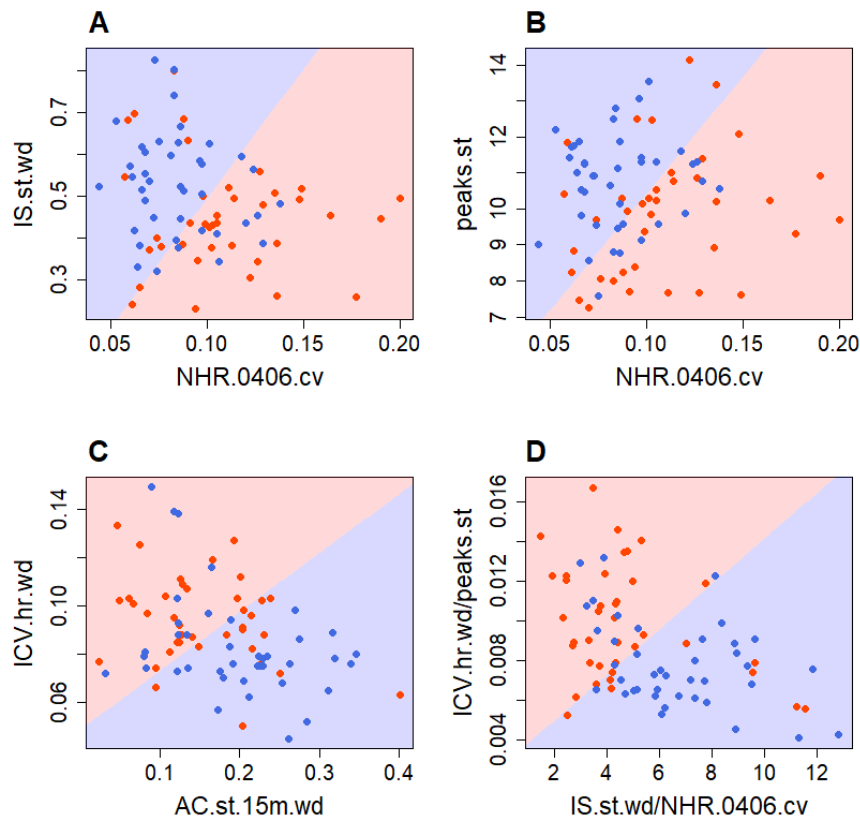 A
IS.st.wd
0.3 0.5 0.7
0.05 0.10 0.15 0.20
NHR.0406.cv
B
peaks.st
7 8 9 10 12 14
0.05 0.10 0.15 0.20
NHR.0406.cv
C
ICV.hr.wd
0.06 0.10 0.14
0.1 0.2 0.3 0.4
AC.st.15m.wd
D
ICV.hr.wd/peaks.st
0.004 0.008 0.012 0.016
2 4 6 8 10 12
IS.st.wd/NHR.0406.cv